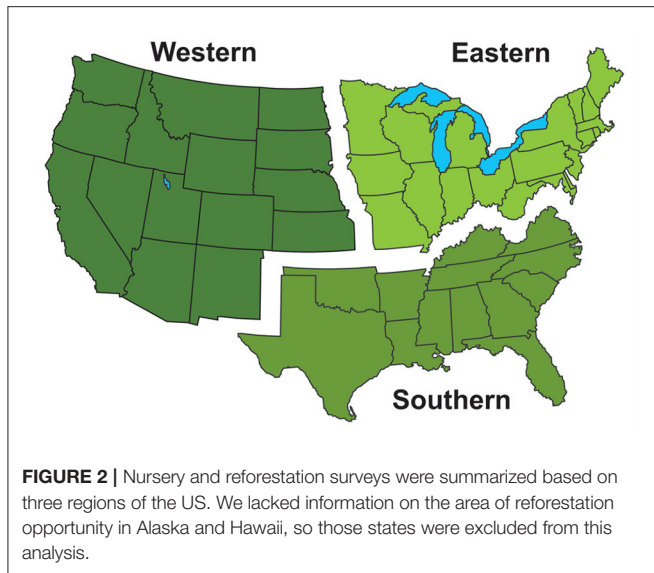 Western
Eastern
Southern
FIGURE 2 | Nursery and reforestation surveys were summarized based on
three regions of the US. We lacked information on the area of reforestation
opportunity in Alaska and Hawaii, so those states were excluded from this
analysis.